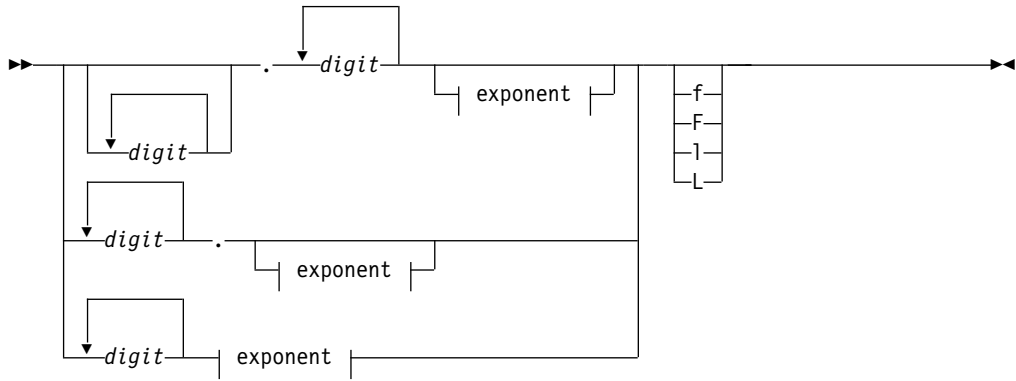 . digit
exponent
f
digit
F
l
L
digit .
exponent
digit exponent